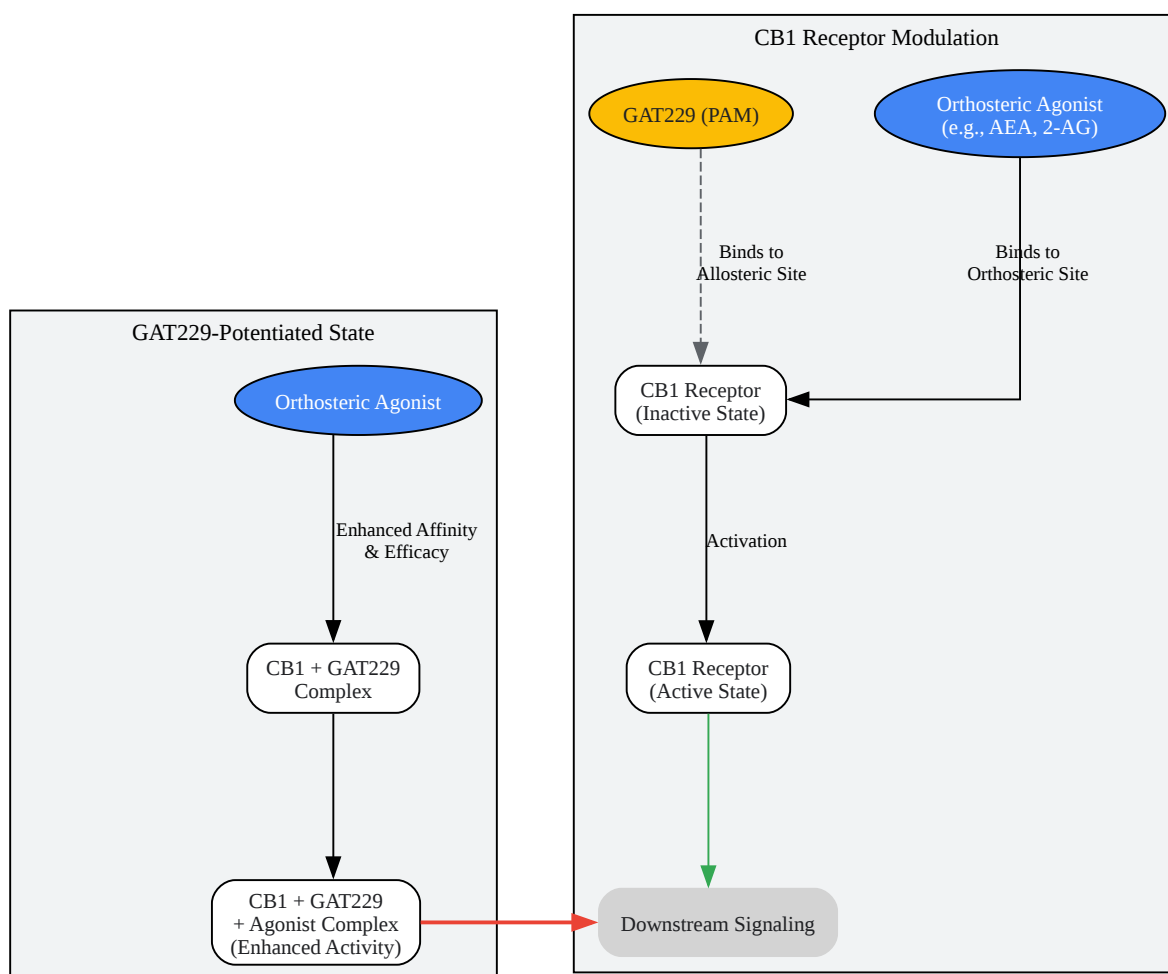 CB1 Receptor Modulation
GAT229 (PAM)
Orthosteric Agonist
(e.g., AEA, 2-AG)
Binds to
Allosteric Site
Binds to
Orthosteric Site
CB1 Receptor
(Inactive State)
Activation
CB1 Receptor
(Active State)
Downstream Signaling
GAT229-Potentiated State
Orthosteric Agonist
Enhanced Affinity
& Efficacy
CB1 + GAT229
Complex
CB1 + GAT229
+ Agonist Complex
(Enhanced Activity)